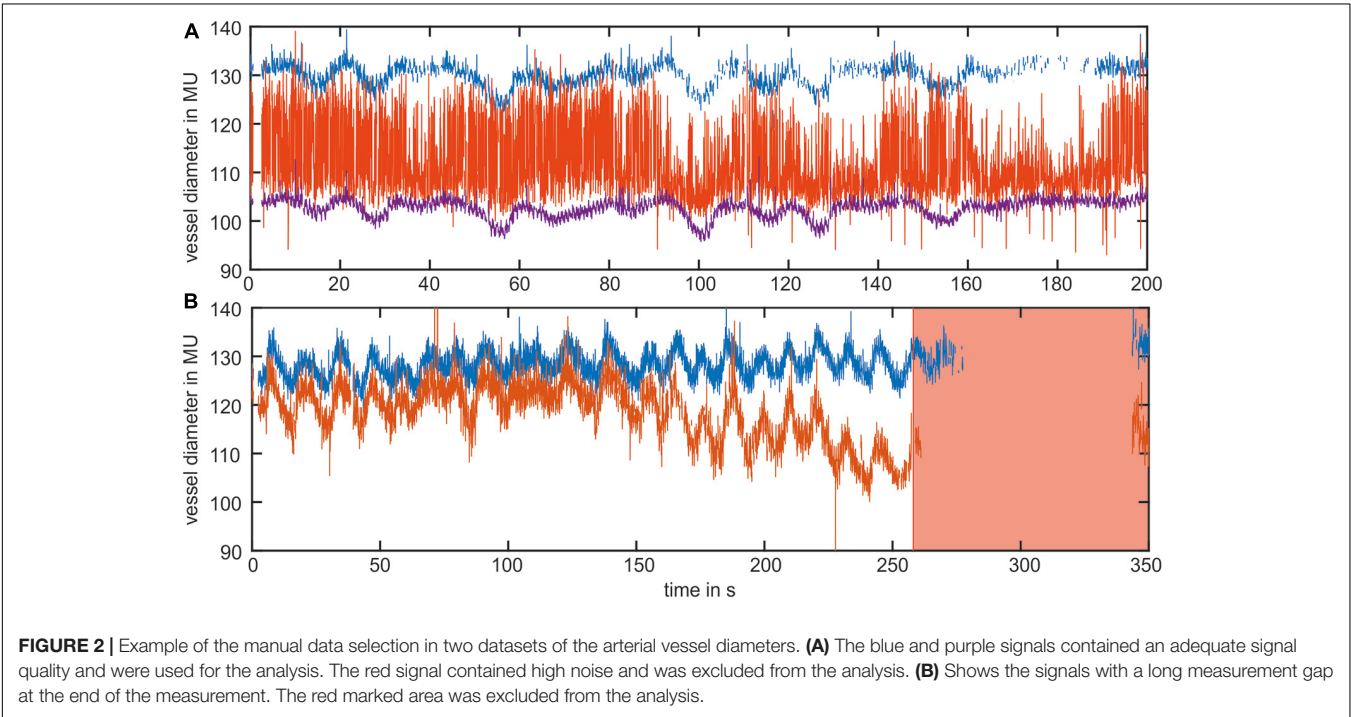 A
vessel diameter in MU
140
130
120
110
100
90
0 20 40 60 80 100 120 140 160 180 200
B
vessel diameter in MU
140
130
120
110
100
90
0 50 100 150 200 250 300 350
time in s
FIGURE 2 | Example of the manual data selection in two datasets of the arterial vessel diameters. (A) The blue and purple signals contained an adequate signal
quality and were used for the analysis. The red signal contained high noise and was excluded from the analysis. (B) Shows the signals with a long measurement gap
at the end of the measurement. The red marked area was excluded from the analysis.